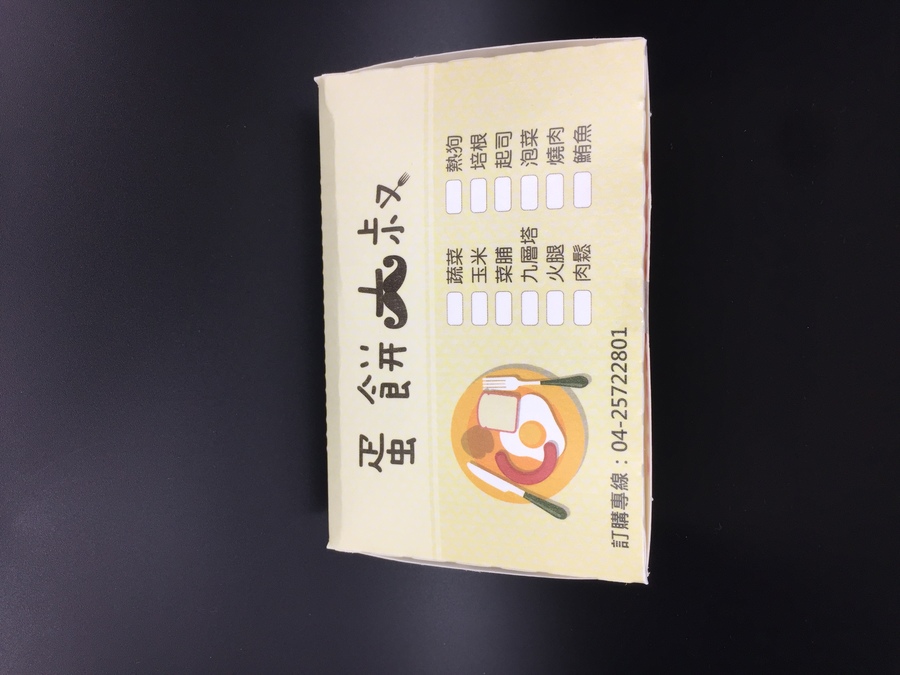 蛋餅大叔
蔬菜 熱狗
玉米 培根
菜脯 起司
九層塔 泡菜
火腿 燒肉
肉鬆 鮪魚
訂購專線：04-25722801